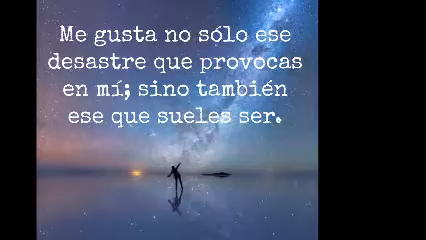 Me gusta no sólo ese
desastre que provocas
en mí; sino también
ese que sueles ser.